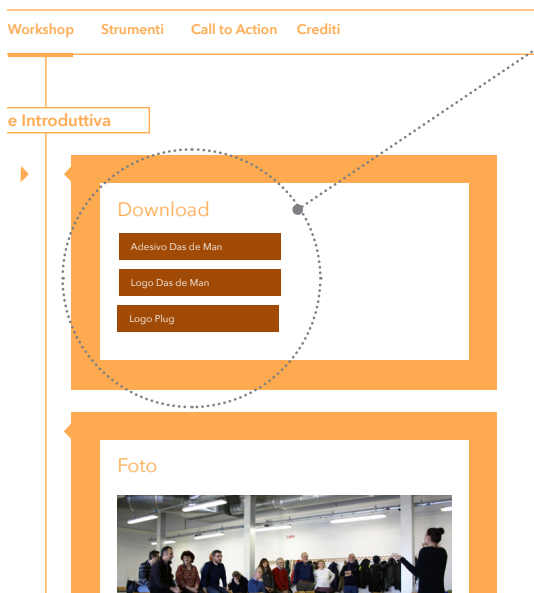 Workshop Strumenti Call to Action Crediti
e Introduttiva
Download
Adesivo Das de Man
Logo Das de Man
Logo Plug
Foto